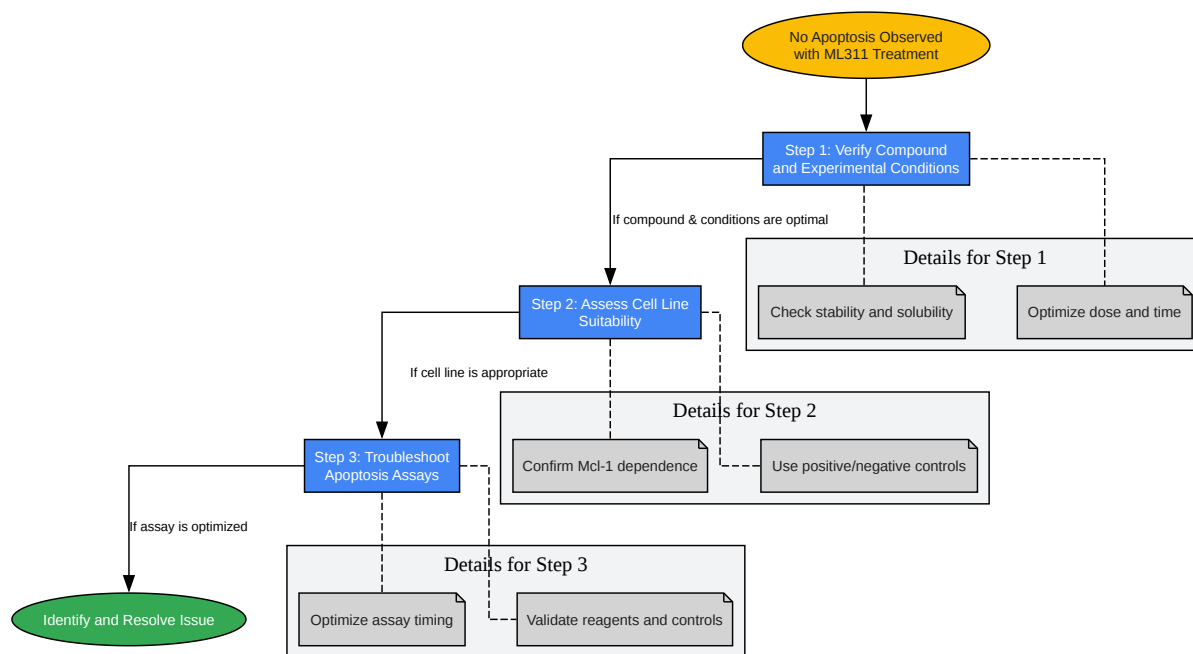 No Apoptosis Observed
with ML311 Treatment
Step 1: Verify Compound
and Experimental Conditions
If compound & conditions are optimal
Details for Step 1
Check stability and solubility
Optimize dose and time
Step 2: Assess Cell Line
Suitability
If cell line is appropriate
Details for Step 2
Confirm Mcl-1 dependence
Use positive/negative controls
Step 3: Troubleshoot
Apoptosis Assays
If assay is optimized
Details for Step 3
Optimize assay timing
Validate reagents and controls
Identify and Resolve Issue